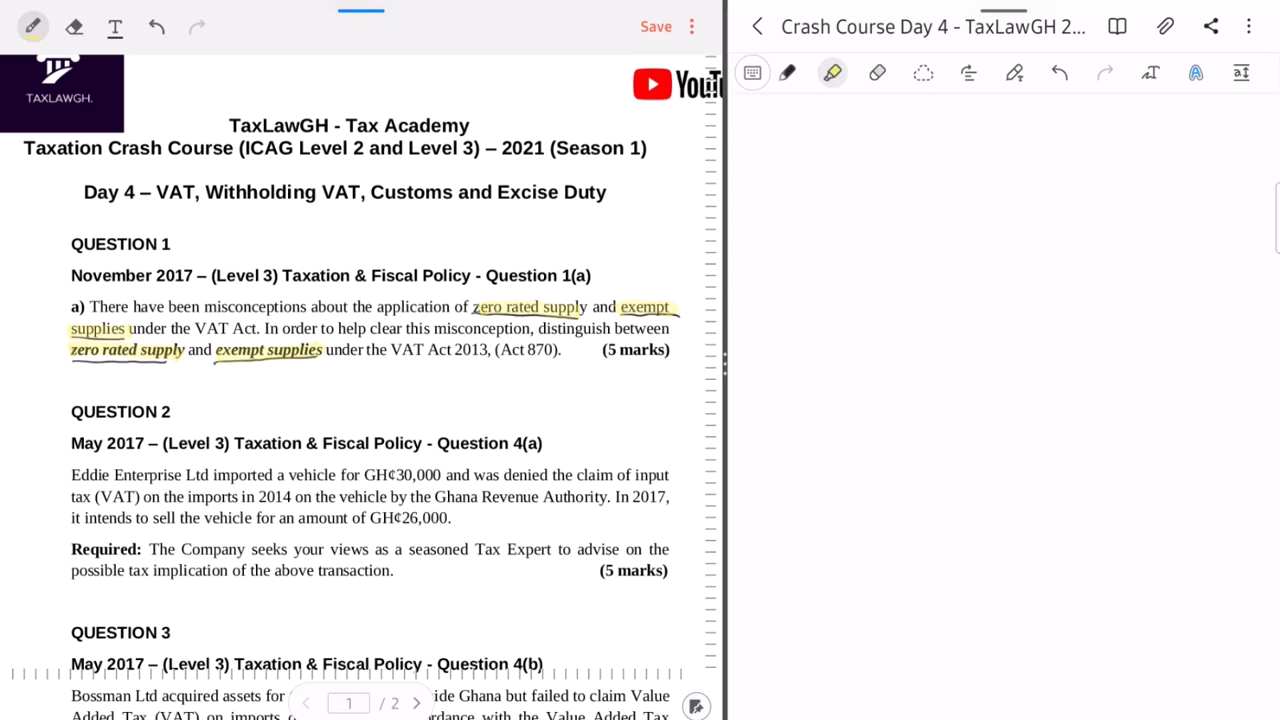 Save
Crash Course Day 4 - TaxLawGH 2...
TAXLAWGH.
TaxLawGH - Tax Academy
Taxation Crash Course (ICAG Level 2 and Level 3) – 2021 (Season 1)
Day 4 – VAT, Withholding VAT, Customs and Excise Duty
QUESTION 1
November 2017 – (Level 3) Taxation & Fiscal Policy - Question 1(a)
a) There have been misconceptions about the application of zero rated supply and exempt
supplies under the VAT Act. In order to help clear this misconception, distinguish between
zero rated supply and exempt supplies under the VAT Act 2013, (Act 870). (5 marks)
QUESTION 2
May 2017 – (Level 3) Taxation & Fiscal Policy - Question 4(a)
Eddie Enterprise Ltd imported a vehicle for GH¢30,000 and was denied the claim of input
tax (VAT) on the imports in 2014 on the vehicle by the Ghana Revenue Authority. In 2017,
it intends to sell the vehicle for an amount of GH¢26,000.
Required: The Company seeks your views as a seasoned Tax Expert to advise on the
possible tax implication of the above transaction. (5 marks)
QUESTION 3
May 2017 – (Level 3) Taxation & Fiscal Policy - Question 4(b)
Bossman Ltd acquired assets for ide Ghana but failed to claim Value
Added Tax (VAT) on imports rdance with the Value Added Tax
1 / 2